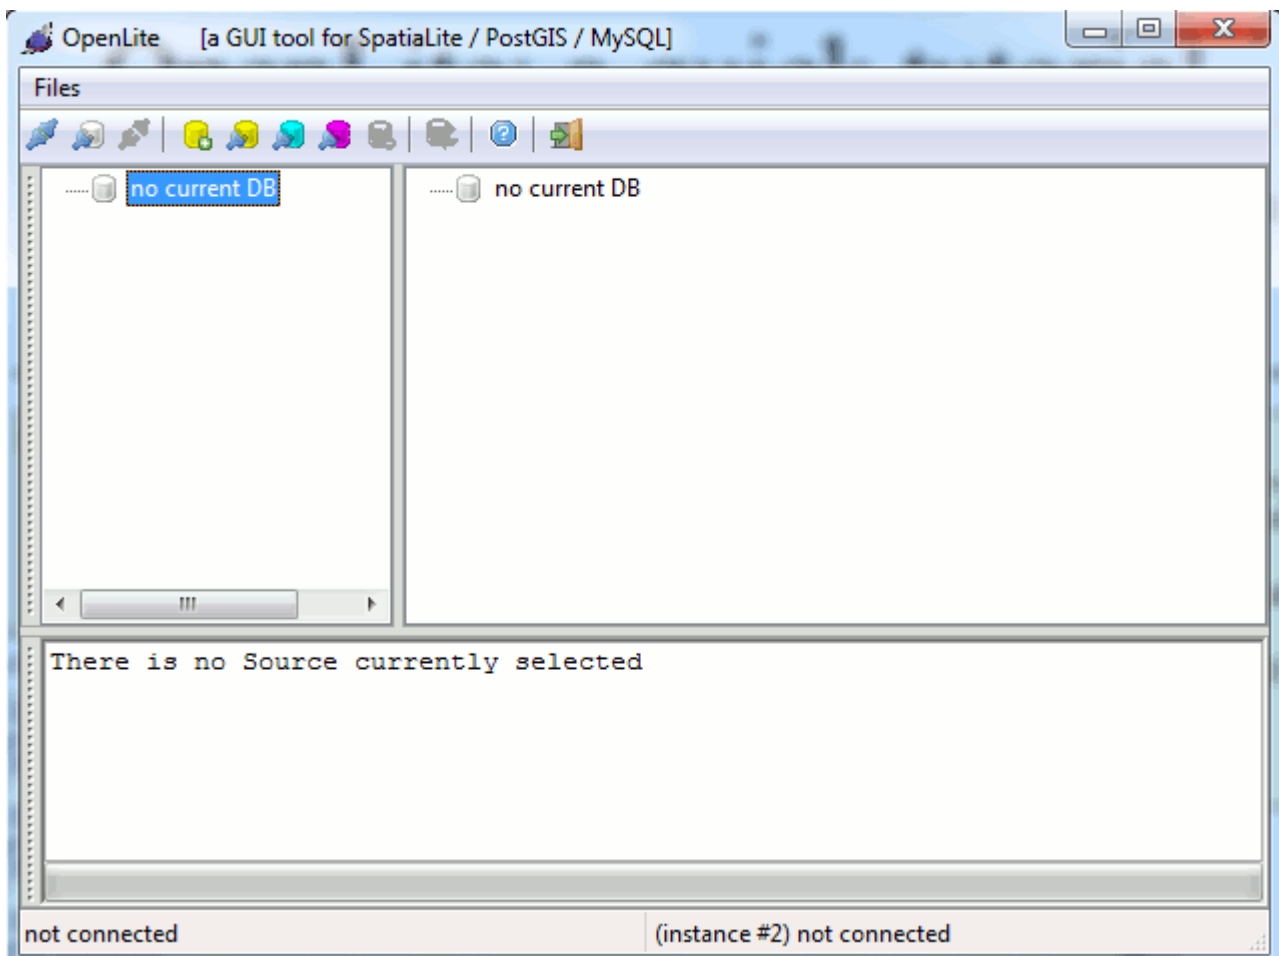 OpenLite [a GUI tool for SpatiaLite / PostGIS / MySQL]
Files
no current DB
no current DB
There is no Source currently selected
not connected
(instance #2) not connected